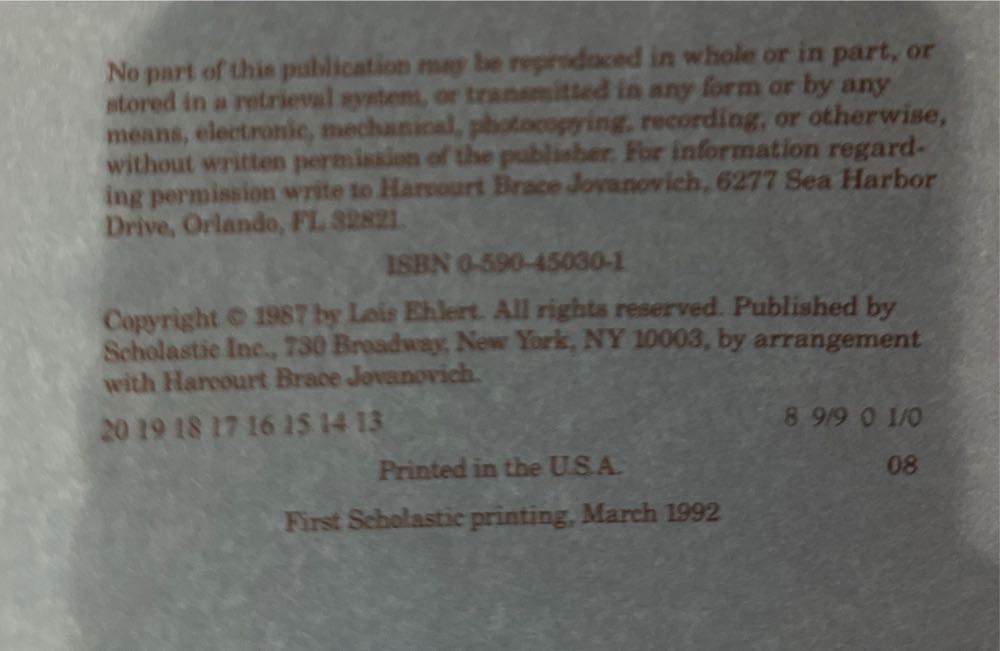 No part of this publication may be reproduced in whole or in part, or
stored in a retrieval system, or transmitted in any form or by any
means, electronic, mechanical, photocopying, recording, or otherwise,
without written permission of the publisher. For information regard-
ing permission write to Harcourt Brace Jovanovich, 6277 Sea Harbor
Drive, Orlando, FL 32821.
ISBN 0-590-45030-1
Copyright © 1987 by Lois Ehlert. All rights reserved. Published by
Scholastic Inc., 730 Broadway, New York, NY 10003, by arrangement
with Harcourt Brace Jovanovich.
20 19 18 17 16 15 14 13 8 9/9 0 1/0
Printed in the U.S.A. 08
First Scholastic printing, March 1992